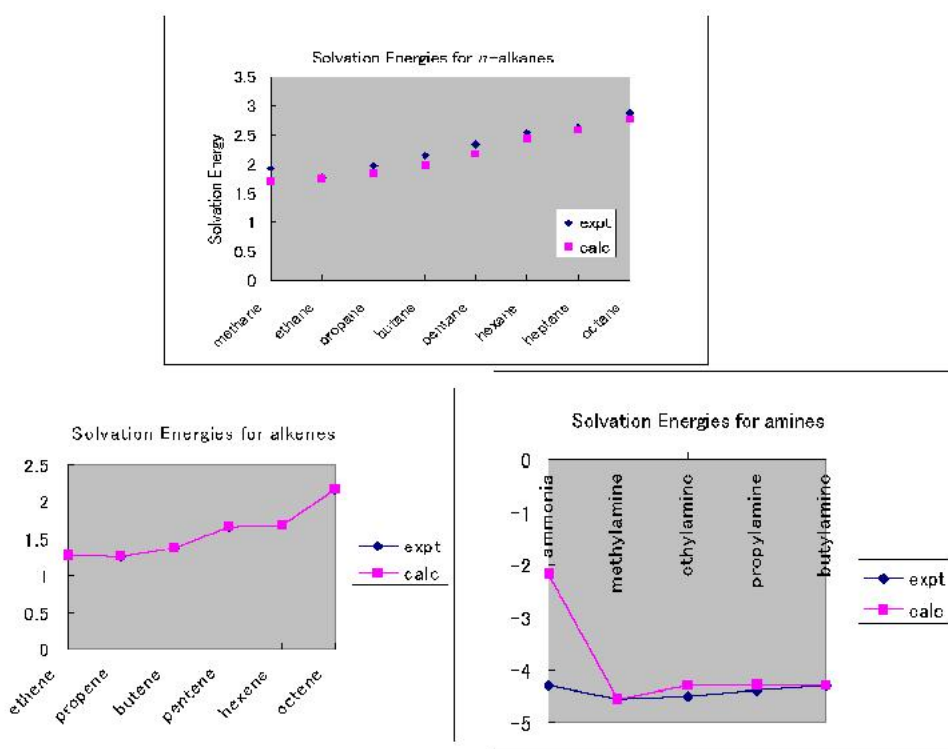 Solvation Energies for n-alkanes
3.5
3
2.5
2
1.5
1
0.5
0
Solvation Energy
expt
calc
methane
ethane
propane
butane
pentane
hexane
heptane
octane
Solvation Energies for alkenes
2.5
2
1.5
1
0.5
0
expt
calc
ethene
propene
butene
pentene
hexene
octene
Solvation Energies for amines
0
-1
-2
-3
-4
-5
ammonia
methylamine
ethylamine
propylamine
butylamine
expt
calc